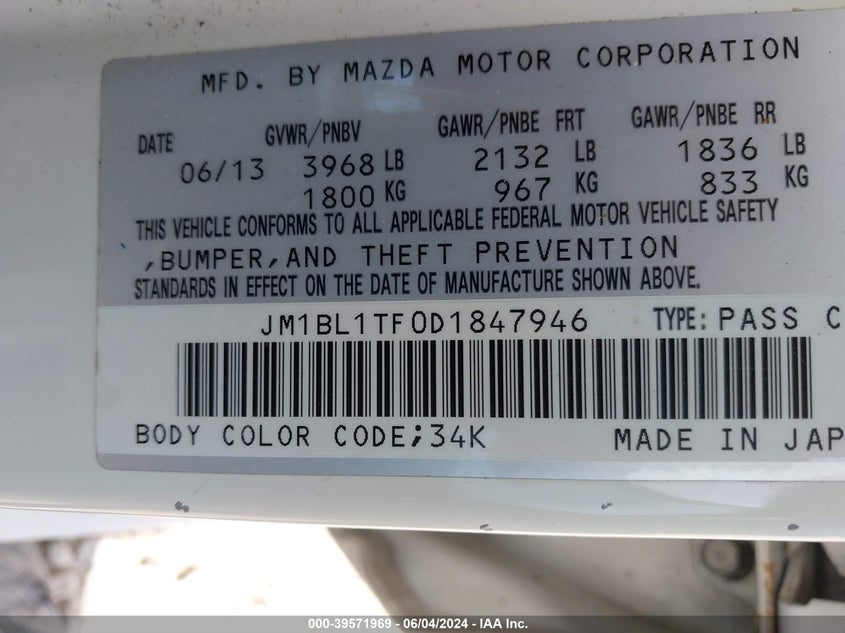 MFD. BY MAZDA MOTOR CORPORATION
DATE GVWR/PNBV GAWR/PNBE FRT GAWR/PNBE RR
06/13 3968 LB 2132 LB 1836 LB
1800 KG 967 KG 833 KG
THIS VEHICLE CONFORMS TO ALL APPLICABLE FEDERAL MOTOR VEHICLE SAFETY
,BUMPER,AND THEFT PREVENTION
STANDARDS IN EFFECT ON THE DATE OF MANUFACTURE SHOWN ABOVE.
JM1BL1TF0D1847946 TYPE: PASS C
BODY COLOR CODE;34K MADE IN JAP
000-39571969 - 06/04/2024 - IAA Inc.